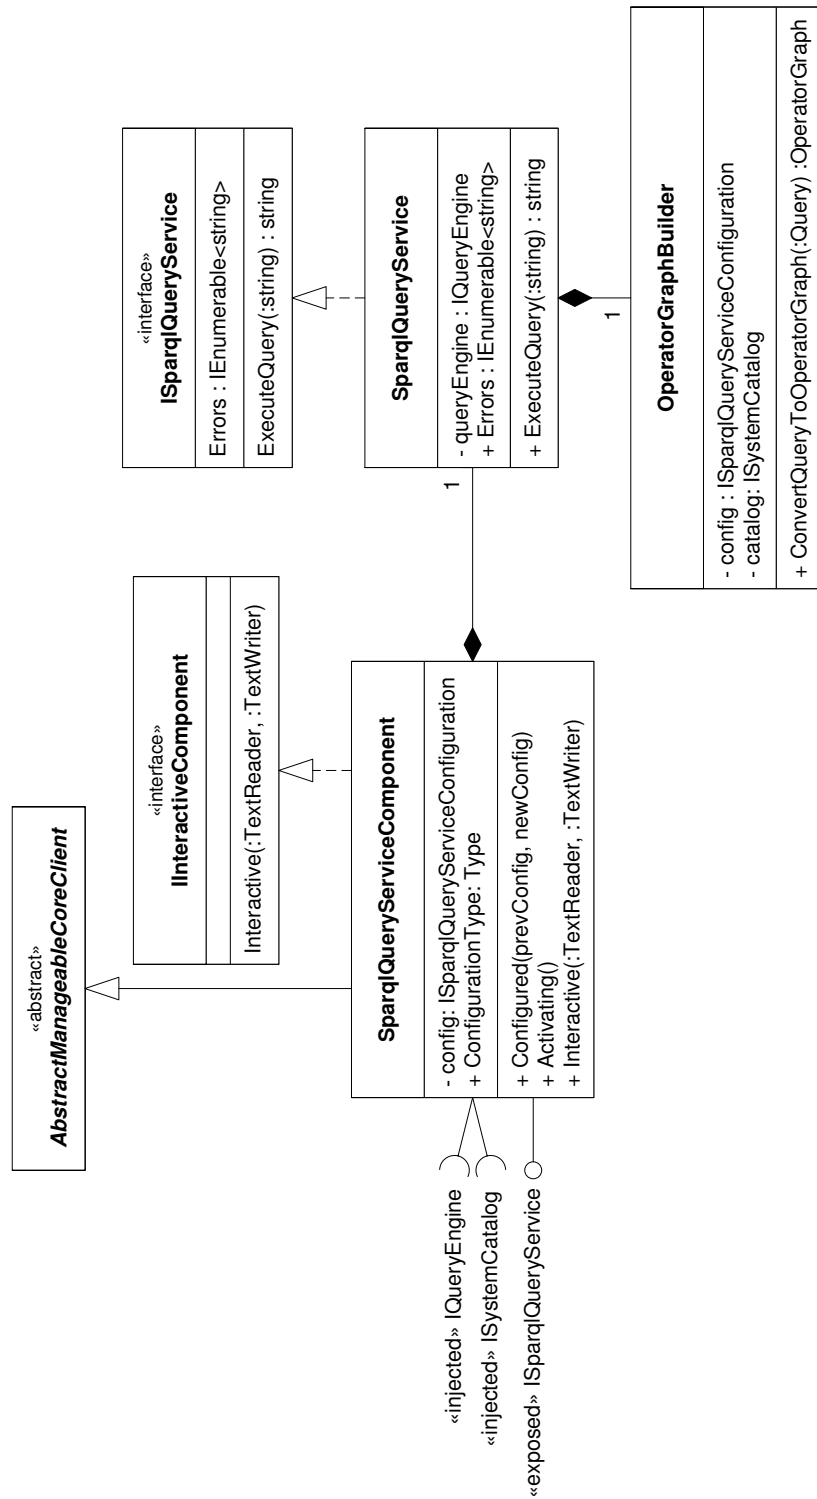 «abstract»
AbstractManageableCoreClient
«interface»
IInteractiveComponent
Interactive(:TextReader, :TextWriter)
«interface»
ISparqlQueryService
Errors : IEnumerable<string>
ExecuteQuery(:string) : string
«injected» IQueryEngine
«injected» ISystemCatalog
«exposed» ISparqlQueryService
SparqlQueryServiceComponent
- config: ISparqlQueryServiceConfiguration
+ ConfigurationType: Type
+ Configured(prevConfig, newConfig)
+ Activating()
+ Interactive(:TextReader, :TextWriter)
1
SparqlQueryService
- queryEngine : IQueryEngine
+ Errors : IEnumerable<string>
+ ExecuteQuery(:string) : string
1
OperatorGraphBuilder
- config : ISparqlQueryServiceConfiguration
- catalog: ISystemCatalog
+ ConvertQueryToOperatorGraph(:Query) :OperatorGraph